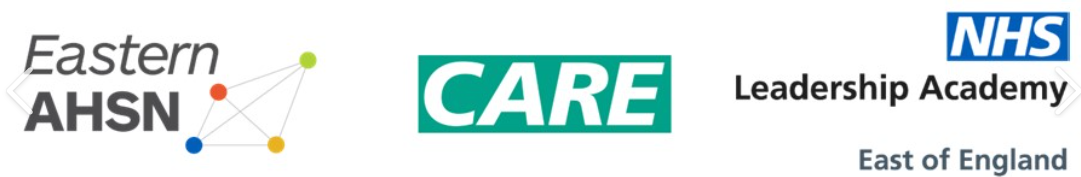 Eastern
AHSN
CARE
NHS
Leadership Academy
East of England